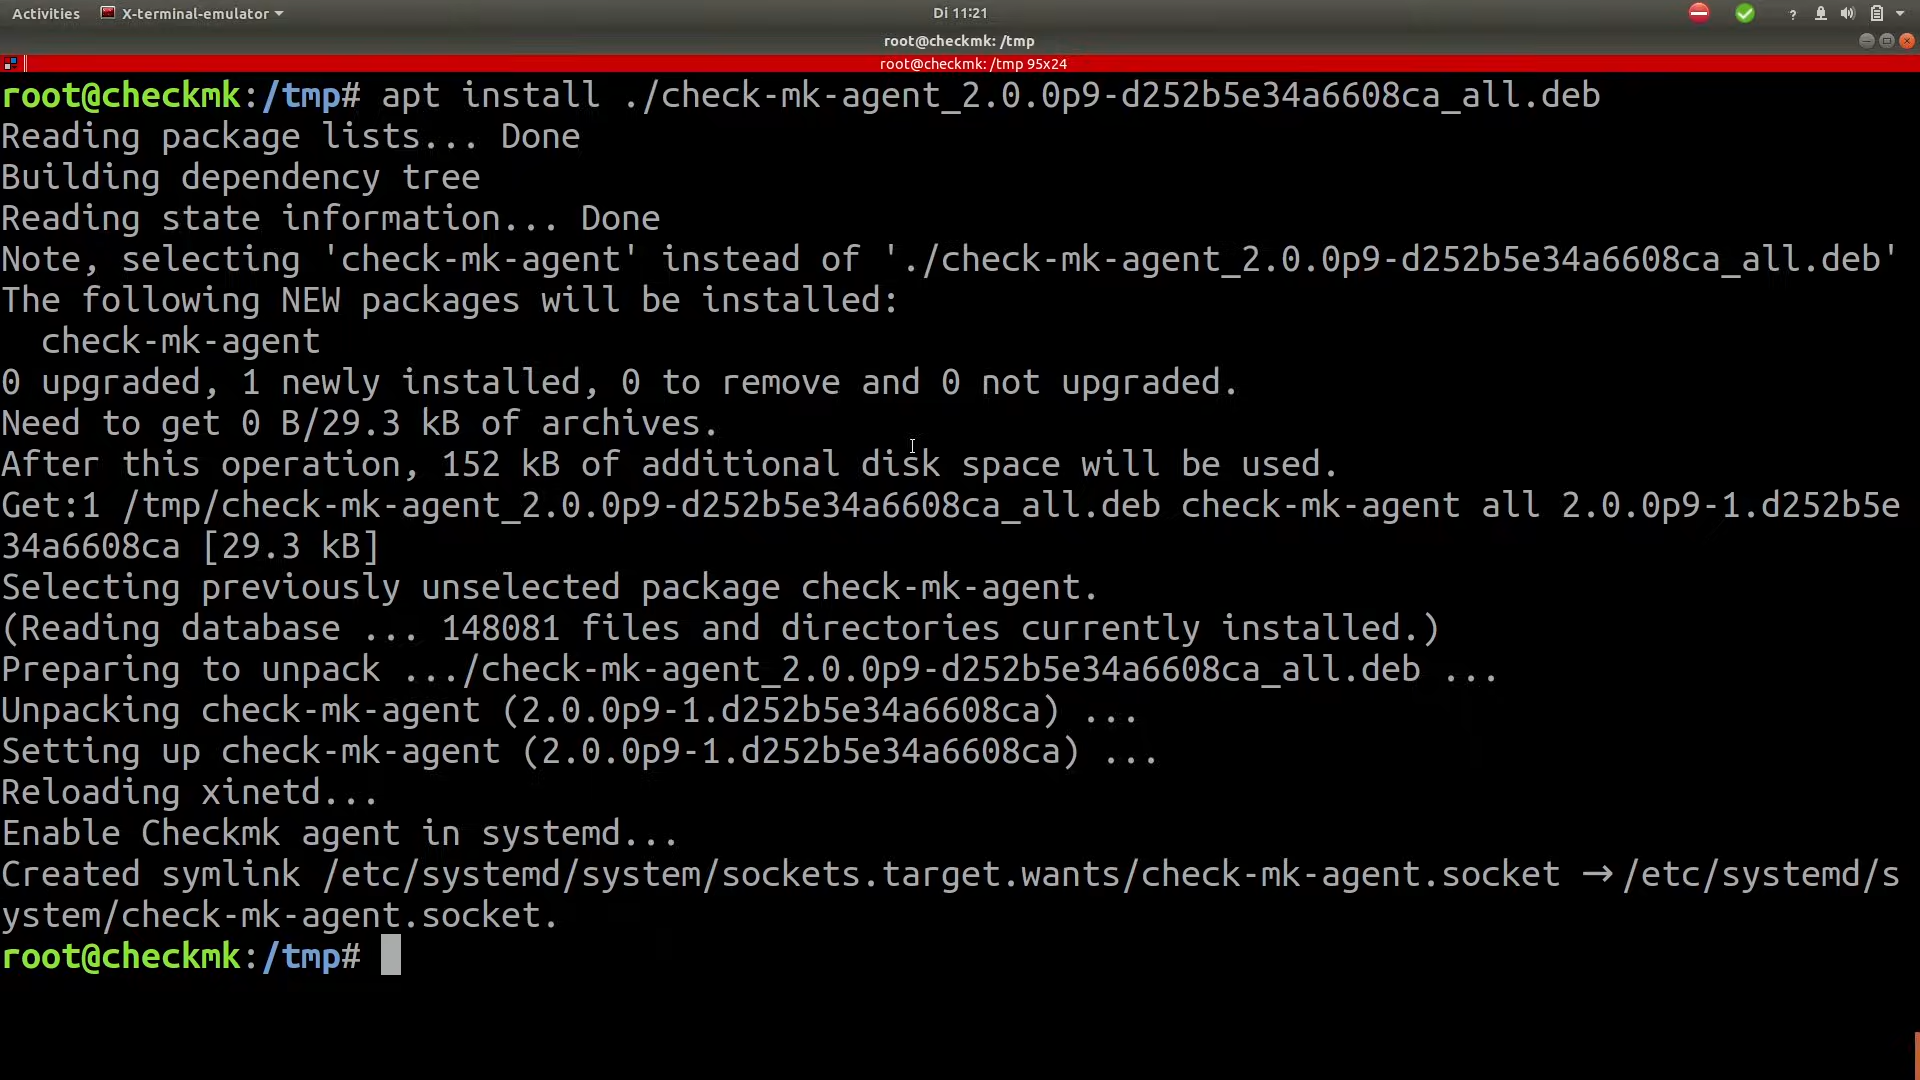 Activities X-terminal-emulator Di 11:21 ?
root@checkmk: /tmp
root@checkmk: /tmp 95x24
root@checkmk:/tmp# apt install ./check-mk-agent_2.0.0p9-d252b5e34a6608ca_all.deb
Reading package lists... Done
Building dependency tree
Reading state information... Done
Note, selecting 'check-mk-agent' instead of './check-mk-agent_2.0.0p9-d252b5e34a6608ca_all.deb'
The following NEW packages will be installed:
  check-mk-agent
0 upgraded, 1 newly installed, 0 to remove and 0 not upgraded.
Need to get 0 B/29.3 kB of archives.
After this operation, 152 kB of additional disk space will be used.
Get:1 /tmp/check-mk-agent_2.0.0p9-d252b5e34a6608ca_all.deb check-mk-agent all 2.0.0p9-1.d252b5e
34a6608ca [29.3 kB]
Selecting previously unselected package check-mk-agent.
(Reading database ... 148081 files and directories currently installed.)
Preparing to unpack .../check-mk-agent_2.0.0p9-d252b5e34a6608ca_all.deb ...
Unpacking check-mk-agent (2.0.0p9-1.d252b5e34a6608ca) ...
Setting up check-mk-agent (2.0.0p9-1.d252b5e34a6608ca) ...
Reloading xinetd...
Enable Checkmk agent in systemd...
Created symlink /etc/systemd/system/sockets.target.wants/check-mk-agent.socket → /etc/systemd/s
ystem/check-mk-agent.socket.
root@checkmk:/tmp#